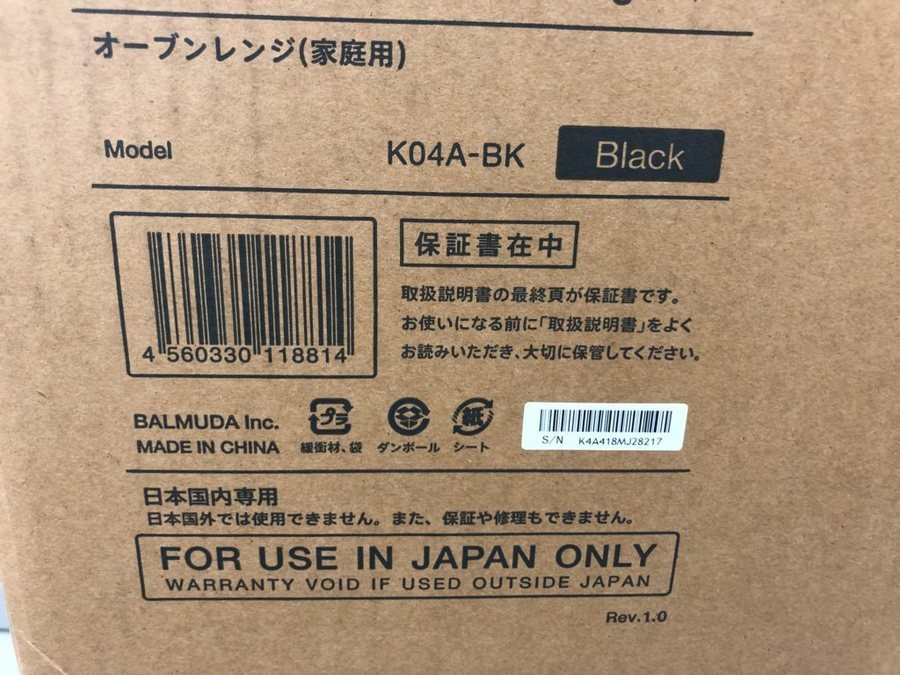 オーブンレンジ(家庭用)
Model K04A-BK Black
4 560330 118814
保証書在中
取扱説明書の最終頁が保証書です。
お使いになる前に「取扱説明書」をよく
お読みいただき、大切に保管してください。
BALMUDA Inc.
MADE IN CHINA
プラ
緩衝材、袋
ダンボール
紙
シート
S/N K4A418MJ28217
日本国内専用
日本国外では使用できません。また、保証や修理もできません。
FOR USE IN JAPAN ONLY
WARRANTY VOID IF USED OUTSIDE JAPAN
Rev.1.0